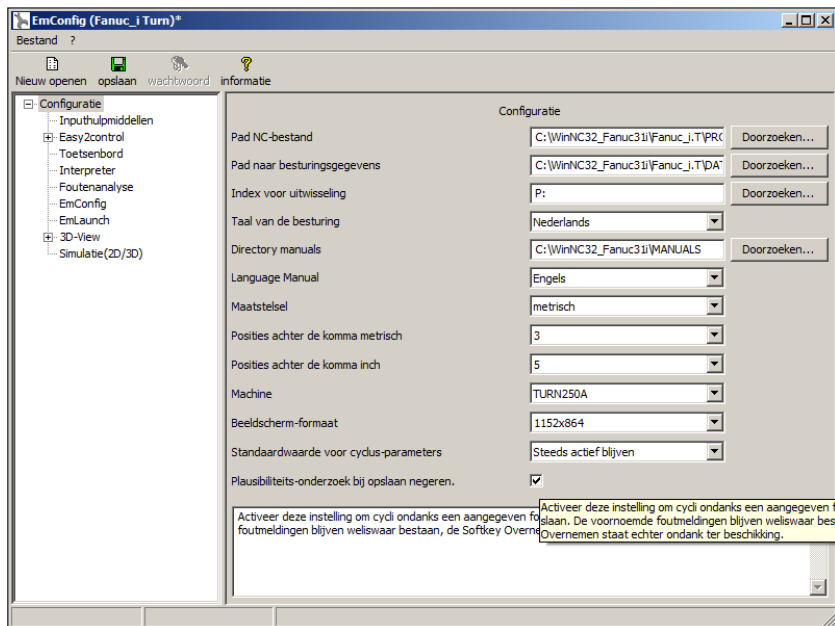 EmConfig (Fanuc_i Turn)*
Bestand ?
Nieuw openen opslaan wachtwoord informatie
Configuratie
Inputhulpmiddellen
Easy2control
Toetsenbord
Interpreter
Foutenanalyse
EmConfig
EmLaunch
3D-View
Simulatie(2D/3D)
Configuratie
Pad NC-bestand C:\WinNC32_Fanuc31i\Fanuc_i.T\PRO Doorzoeken...
Pad naar besturingsgegevens C:\WinNC32_Fanuc31i\Fanuc_i.T\DAT Doorzoeken...
Index voor uitwisseling P: Doorzoeken...
Taal van de besturing Nederlands
Directory manuals C:\WinNC32_Fanuc31i\MANUALS Doorzoeken...
Language Manual Engels
Maatstelsel metrisch
Posities achter de komma metrisch 3
Posities achter de komma inch 5
Machine TURN250A
Beeldscherm-formaat 1152x864
Standaardwaarde voor cyclus-parameters Steeds actief blijven
Plausibiliteits-onderzoek bij opslaan negeren.
Activeer deze instelling om cycli ondanks een aangegeven fo
foutmeldingen blijven weliswaar bestaan, de Softkey Overne
Activeer deze instelling om cycli ondanks een aangegeven f
slaan. De voornoemde foutmeldingen blijven weliswaar bes
Overnemen staat echter ondank ter beschikking.